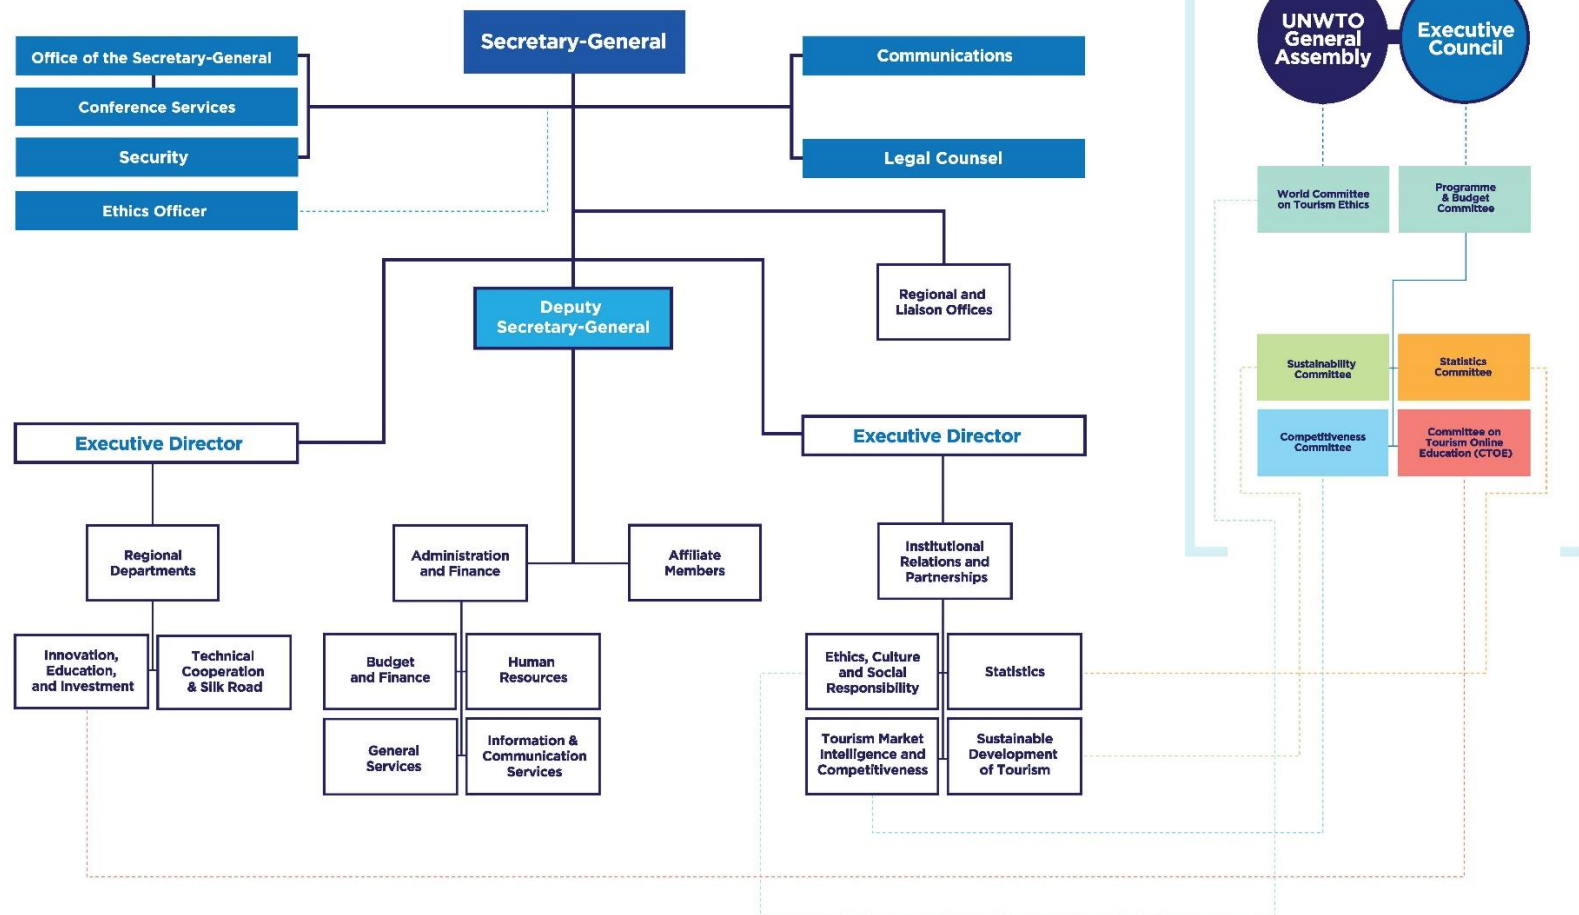 Secretary-General
Office of the Secretary-General
Conference Services
Security
Ethics Officer
Communications
Legal Counsel
Regional and
Liaison Offices
Deputy
Secretary-General
Executive Director
Executive Director
Regional
Departments
Innovation,
Education,
and Investment
Technical
Cooperation
& Silk Road
Administration
and Finance
Affiliate
Members
Budget
and Finance
Human
Resources
General
Services
Information &
Communication
Services
Institutional
Relations and
Partnerships
Ethics, Culture
and Social
Responsibility
Statistics
Tourism Market
Intelligence and
Competitiveness
Sustainable
Development
of Tourism
UNWTO
General
Assembly
Executive
Council
World Committee
on Tourism Ethics
Programme
& Budget
Committee
Sustainability
Committee
Statistics
Committee
Competitiveness
Committee
Committee on
Tourism Online
Education (CTOE)